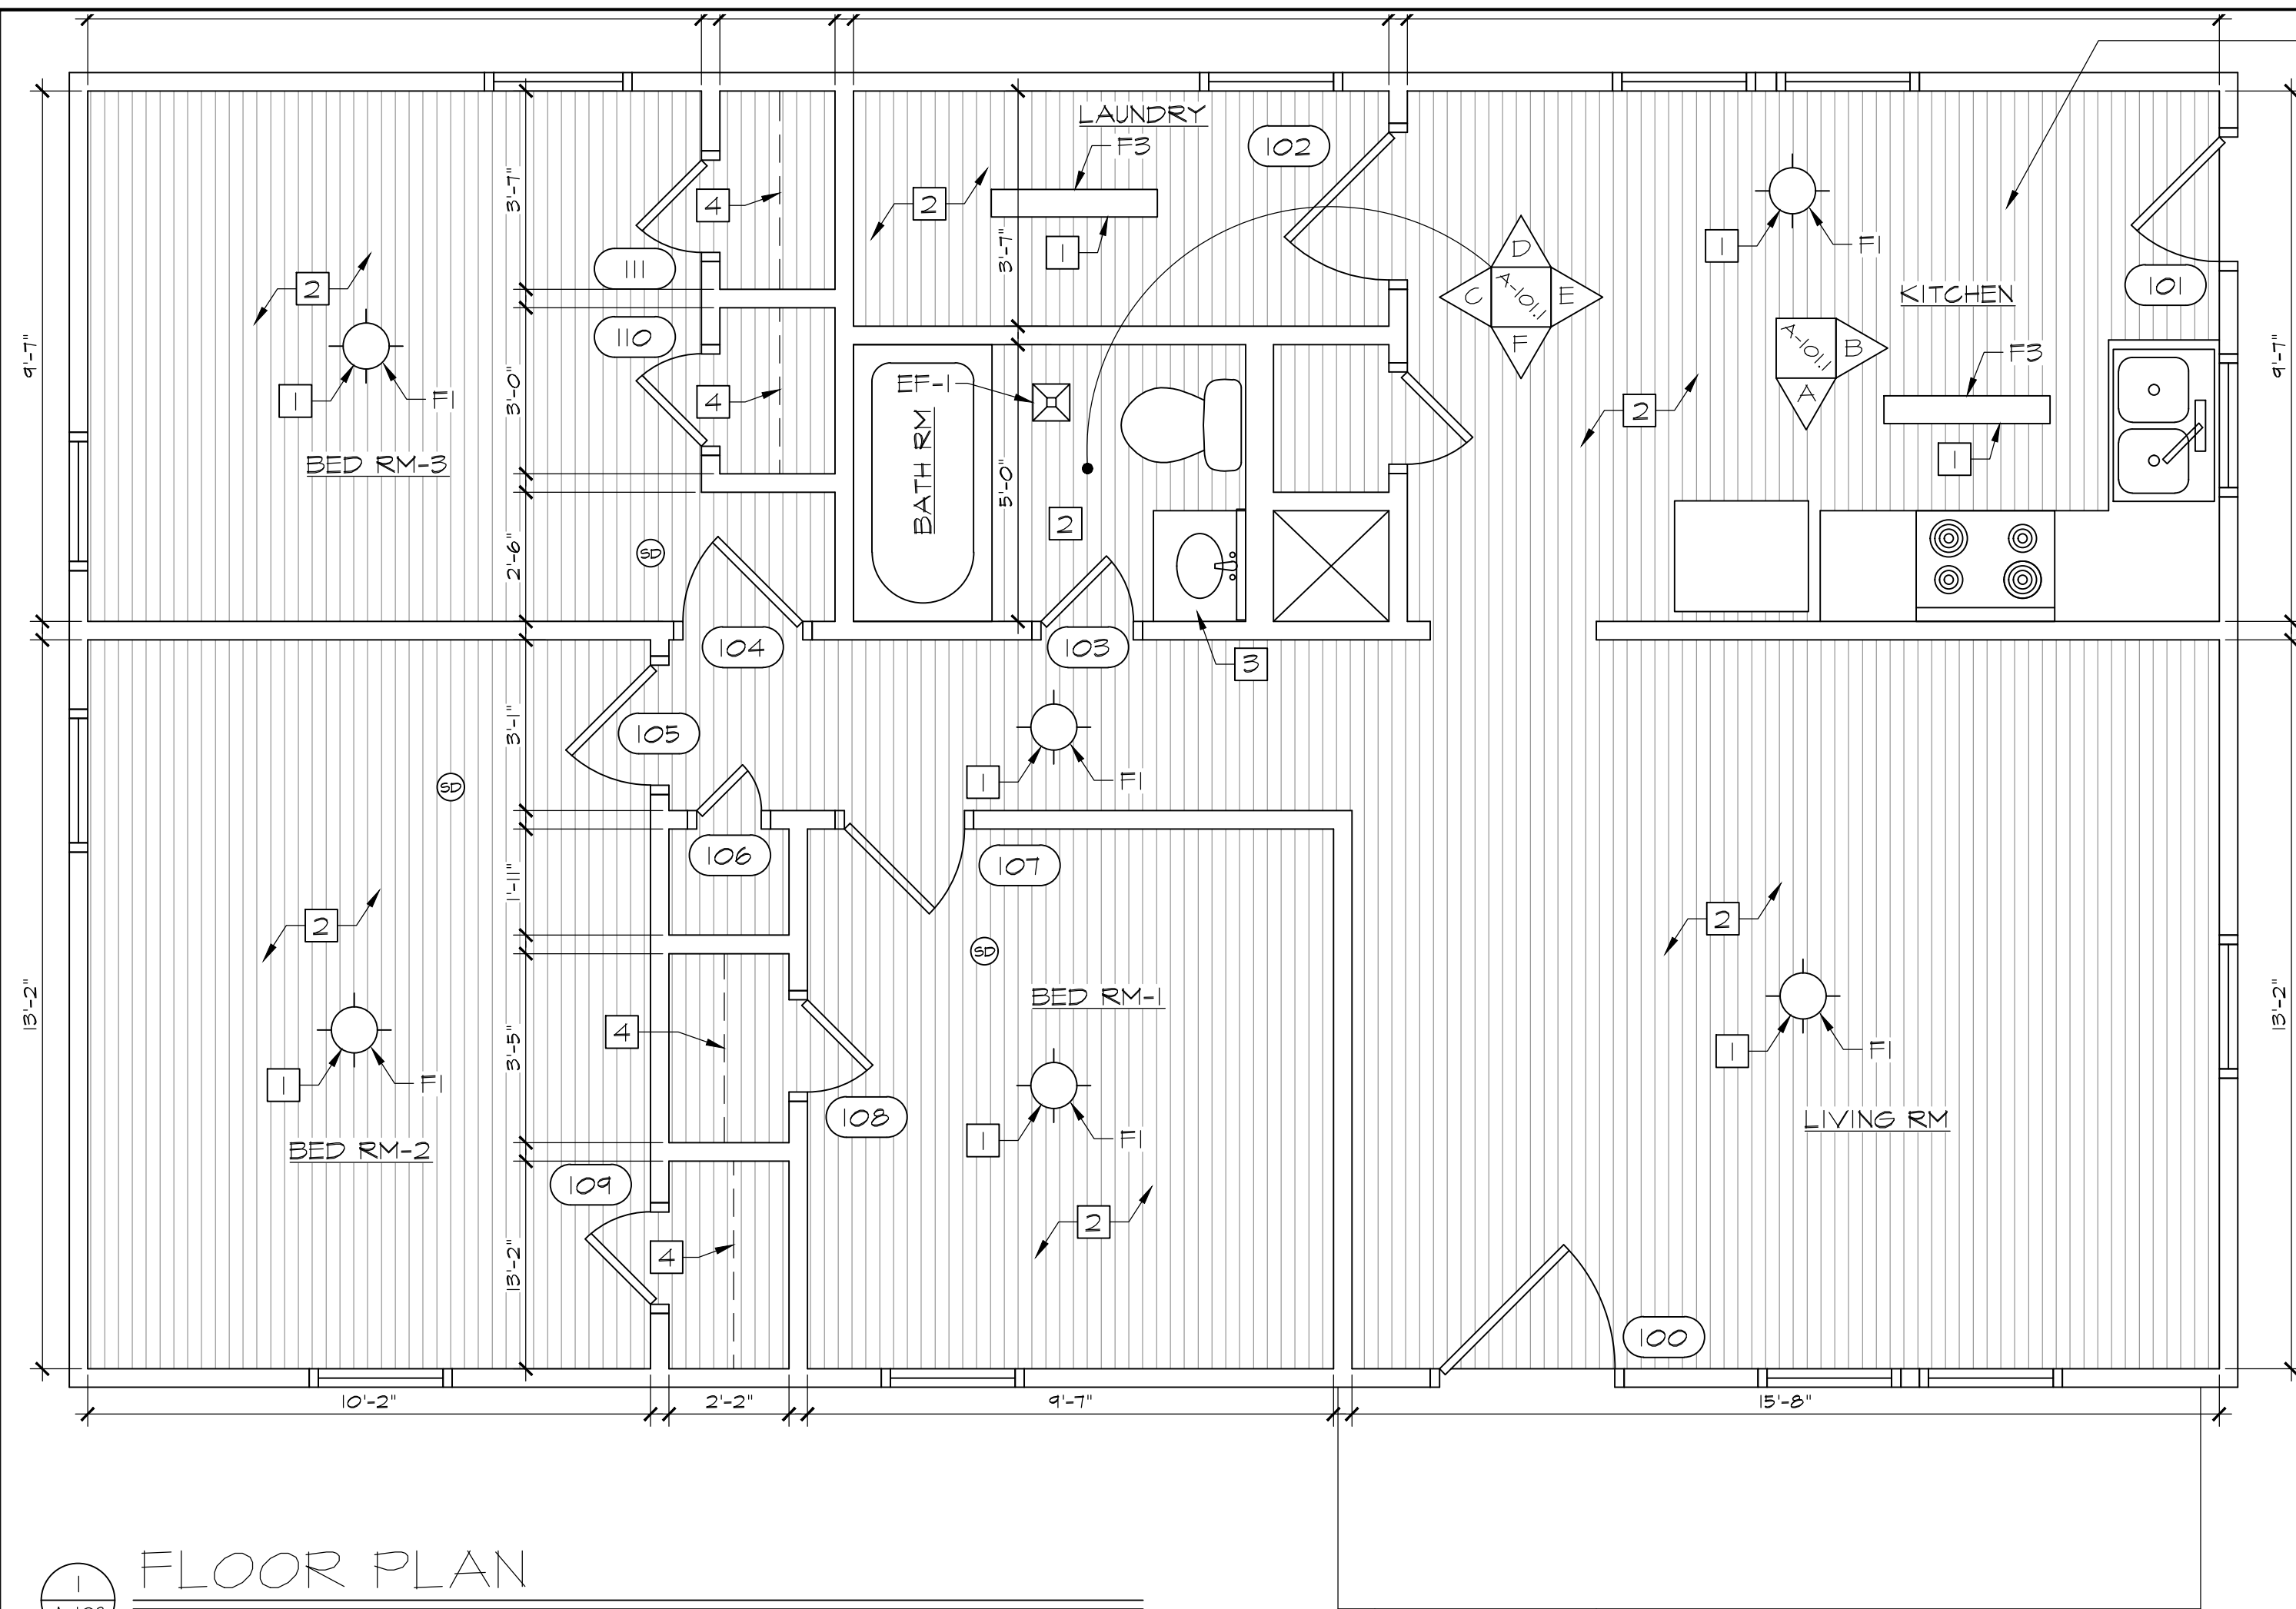 LAUNDRY
F3
102
2
1
3'-7"
4
3'-7"
111
2
D
C
A-101.1
E
F
1
F1
KITCHEN
101
9'-7"
110
1
F1
BED RM-3
3'-0"
4
EF-1
BATH RM
5'-0"
2
A-101.1
B
A
F3
2
1
9'-7"
SD
2'-6"
104
103
3
105
3'-1"
SD
1
F1
106
107
1'-11"
2
SD
2
13'-2"
4
3'-5"
BED RM-1
1
F1
13'-2"
1
F1
108
1
F1
LIVING RM
BED RM-2
109
2
4
13'-2"
100
10'-2"
2'-2"
9'-7"
15'-8"
1
FLOOR PLAN